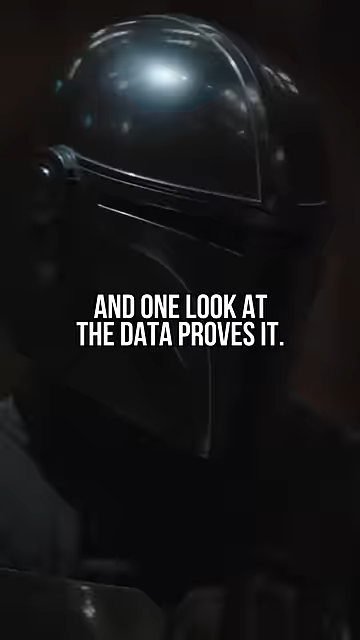 AND ONE LOOK AT
THE DATA PROVES IT.